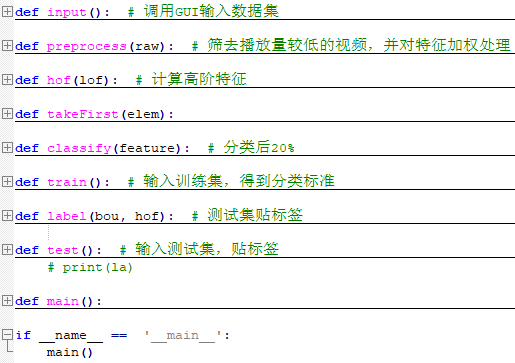 def input():  # 调用GUI输入数据集
def preprocess(raw):  # 筛去播放量较低的视频，并对特征加权处理
def hof(lof):  # 计算高阶特征
def takeFirst(elem):
def classify(feature):  # 分类后20%
def train():  # 输入训练集，得到分类标准
def label(bou, hof):  # 测试集贴标签
def test():  # 输入测试集，贴标签
    # print(la)
def main():
if __name__ == '__main__':
    main()